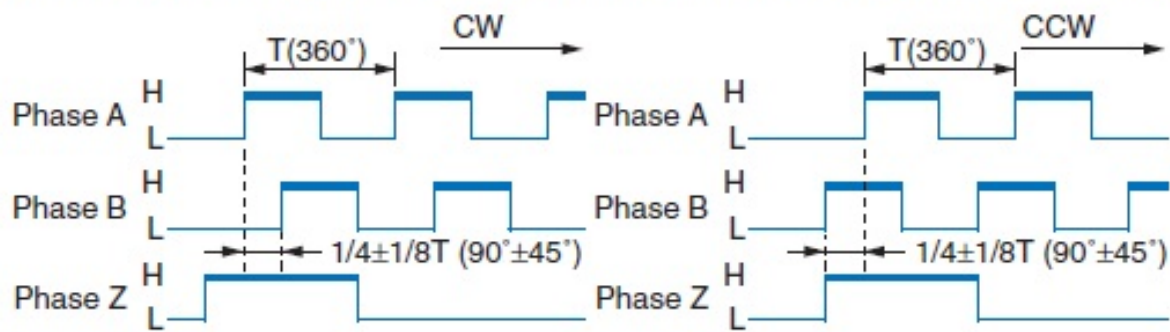 CW
T(360˚)
Phase A
H
L
Phase B
H
L
1/4±1/8T (90˚±45˚)
Phase Z
H
L
CCW
T(360˚)
Phase A
H
L
Phase B
H
L
1/4±1/8T (90˚±45˚)
Phase Z
H
L